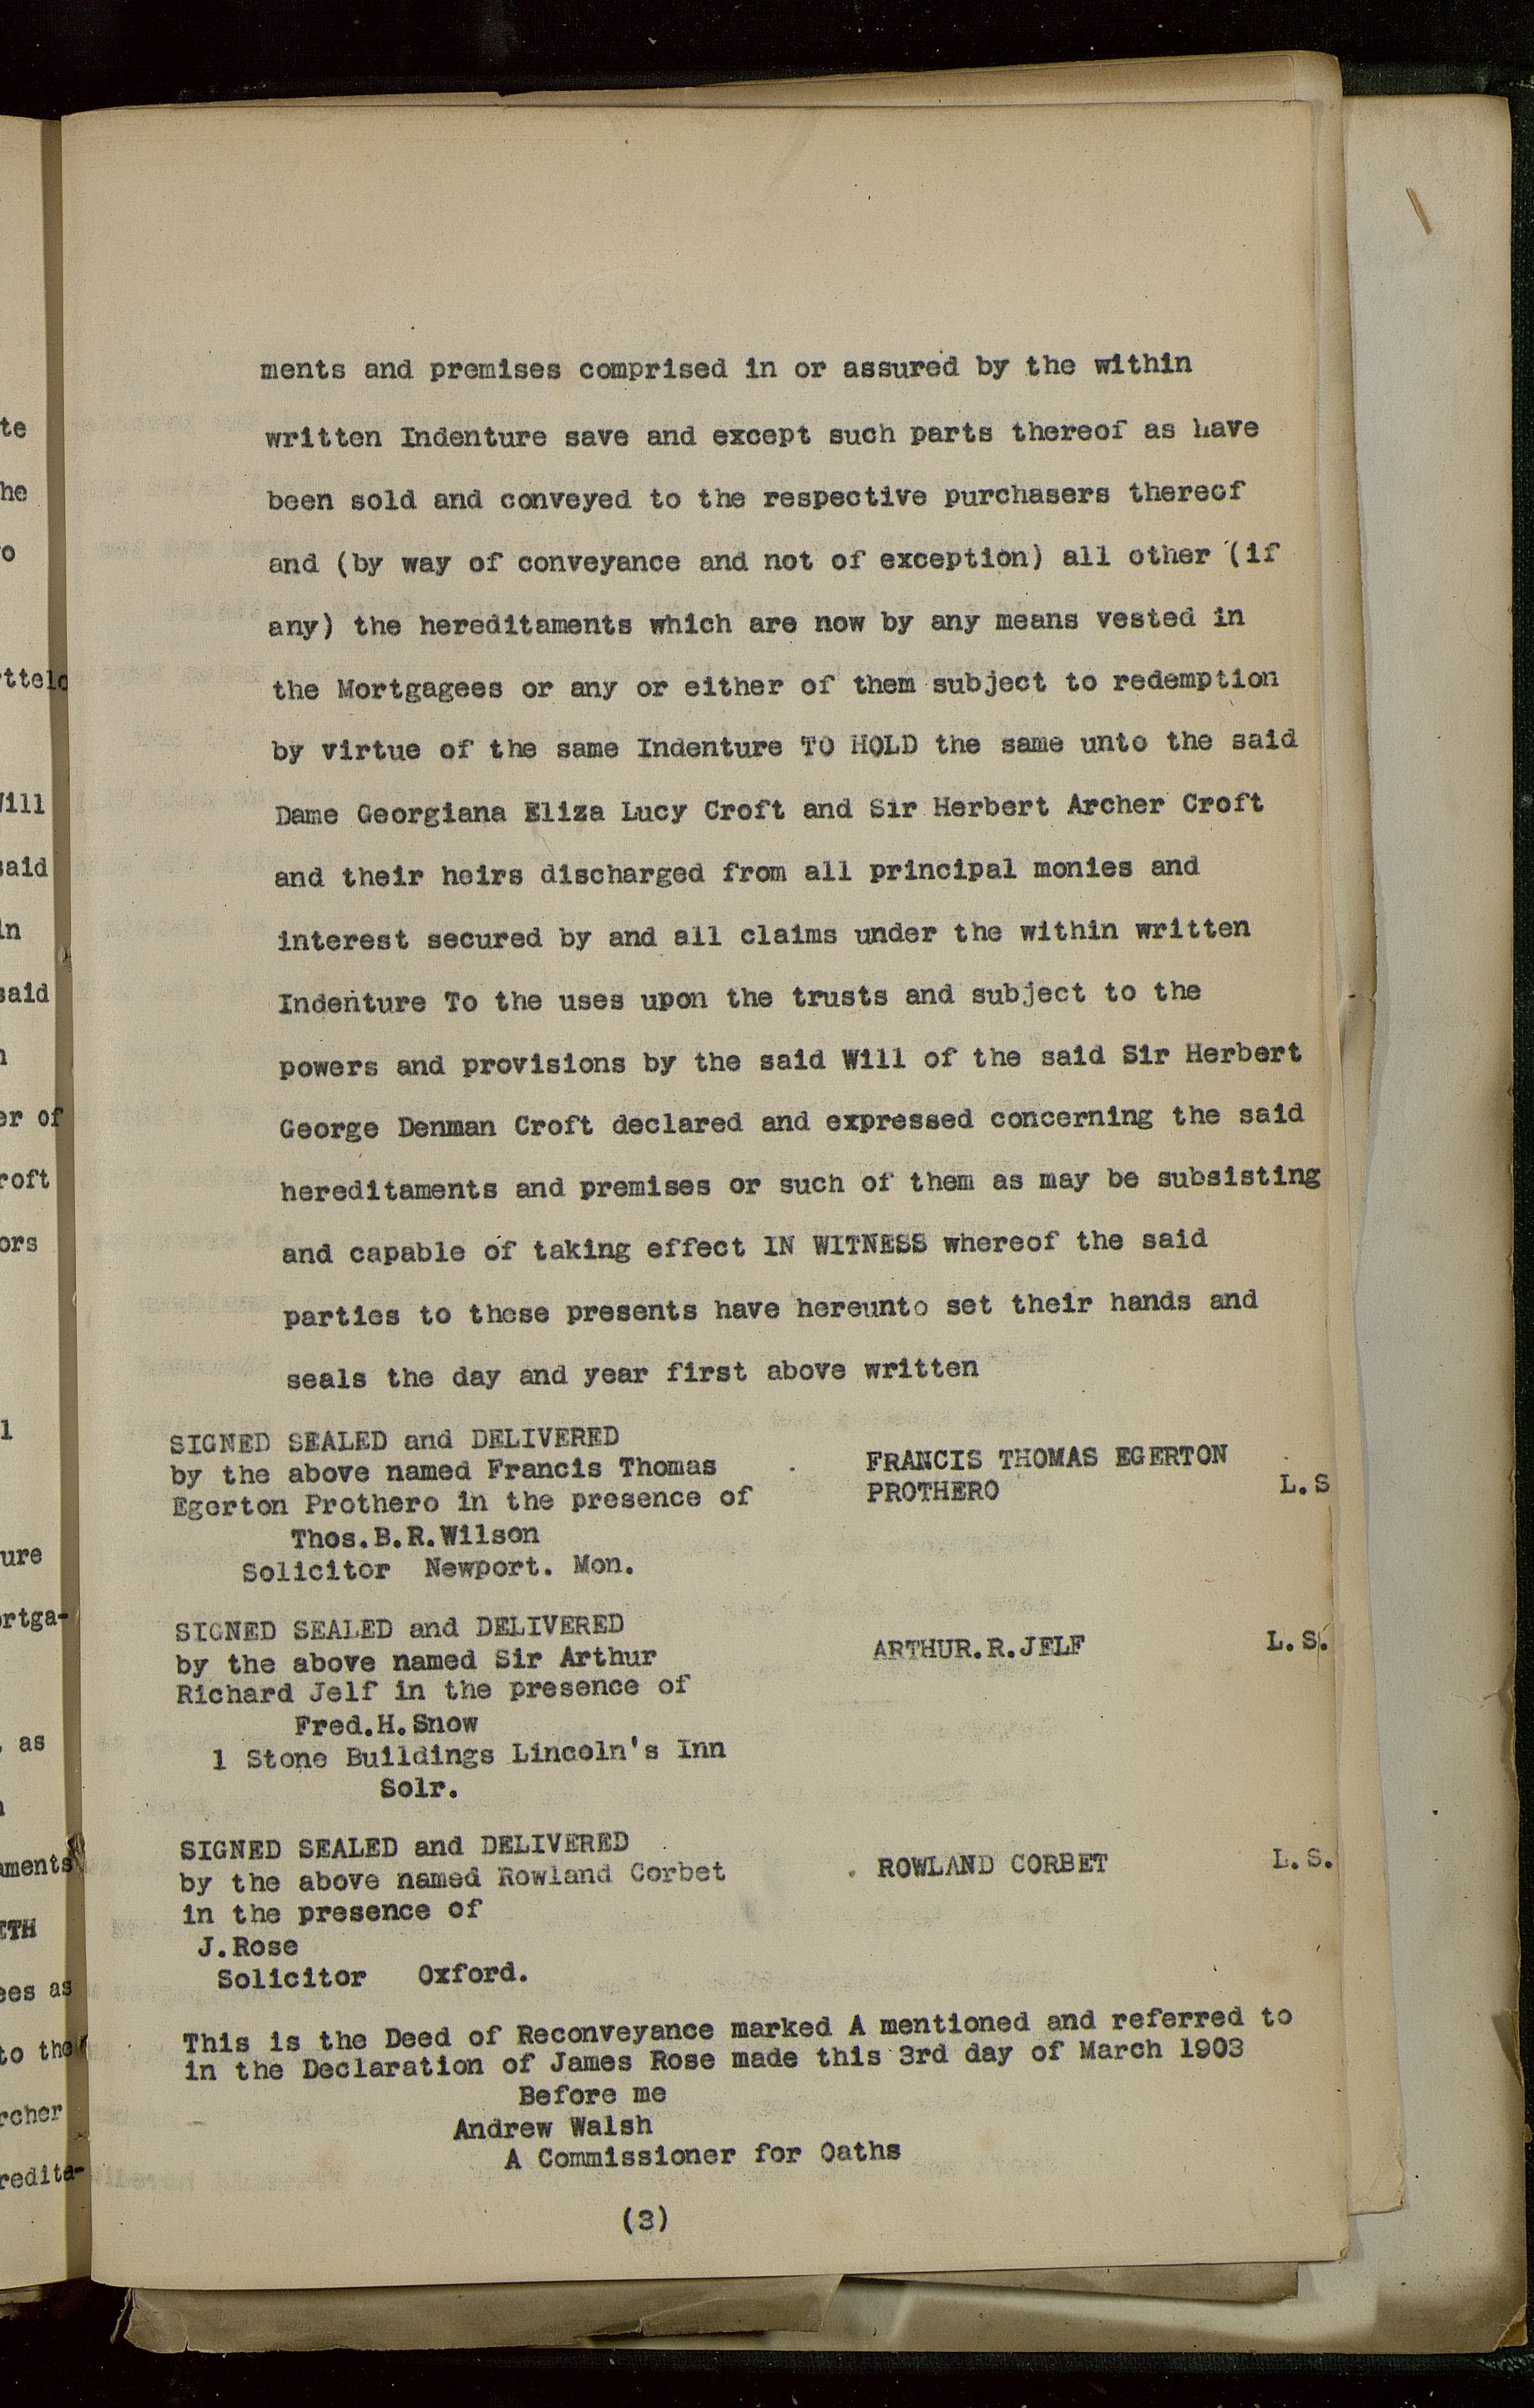 ments and premises comprised in or assured by the within
written Indenture save and except such parts thereof as have
been sold and conveyed to the respective purchasers thereof
and (by way of conveyance and not of exception) all other (if
any) the hereditaments which are now by any means vested in
the Mortgagees or any or either of them subject to redemption
by virtue of the same Indenture TO HOLD the same unto the said
Dame Georgiana Eliza Lucy Croft and Sir Herbert Archer Croft
and their heirs discharged from all principal monies and
interest secured by and all claims under the within written
Indenture To the uses upon the trusts and subject to the
powers and provisions by the said Will of the said Sir Herbert
George Denman Croft declared and expressed concerning the said
hereditaments and premises or such of them as may be subsisting
and capable of taking effect IN WITNESS whereof the said
parties to these presents have hereunto set their hands and
seals the day and year first above written
SIGNED SEALED and DELIVERED
by the above named Francis Thomas
Egerton Prothero in the presence of
Thos.B.R.Wilson
Solicitor Newport. Mon.
FRANCIS THOMAS EGERTON
PROTHERO L.S
SIGNED SEALED and DELIVERED
by the above named Sir Arthur
Richard Jelf in the presence of
Fred.H.Snow
1 Stone Buildings Lincoln's Inn
Solr.
ARTHUR.R.JELF L.S.
SIGNED SEALED and DELIVERED
by the above named Rowland Corbet
in the presence of
J.Rose
Solicitor Oxford.
ROWLAND CORBET L.S.
This is the Deed of Reconveyance marked A mentioned and referred to
in the Declaration of James Rose made this 3rd day of March 1903
Before me
Andrew Walsh
A Commissioner for Oaths
(3)